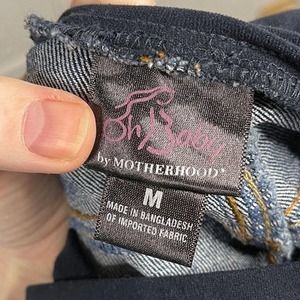 Oh Baby
by MOTHERHOOD®
M
MADE IN BANGLADESH
OF IMPORTED FABRIC